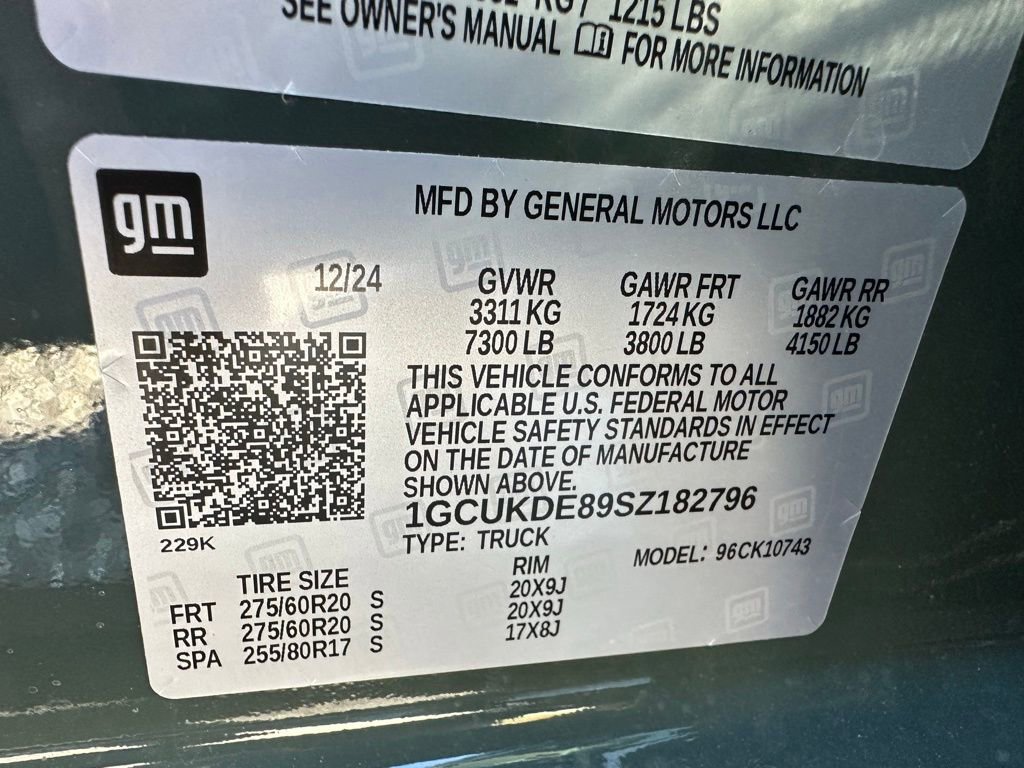 KG / 1215 LBS
SEE OWNER'S MANUAL FOR MORE INFORMATION
gm
MFD BY GENERAL MOTORS LLC
12/24 GVWR GAWR FRT GAWR RR
3311 KG 1724 KG 1882 KG
7300 LB 3800 LB 4150 LB
THIS VEHICLE CONFORMS TO ALL
APPLICABLE U.S. FEDERAL MOTOR
VEHICLE SAFETY STANDARDS IN EFFECT
ON THE DATE OF MANUFACTURE
SHOWN ABOVE.
1GCUKDE89SZ182796
229K
TYPE: TRUCK MODEL: 96CK10743
TIRE SIZE RIM
FRT 275/60R20 S 20X9J
RR 275/60R20 S 20X9J
SPA 255/80R17 S 17X8J